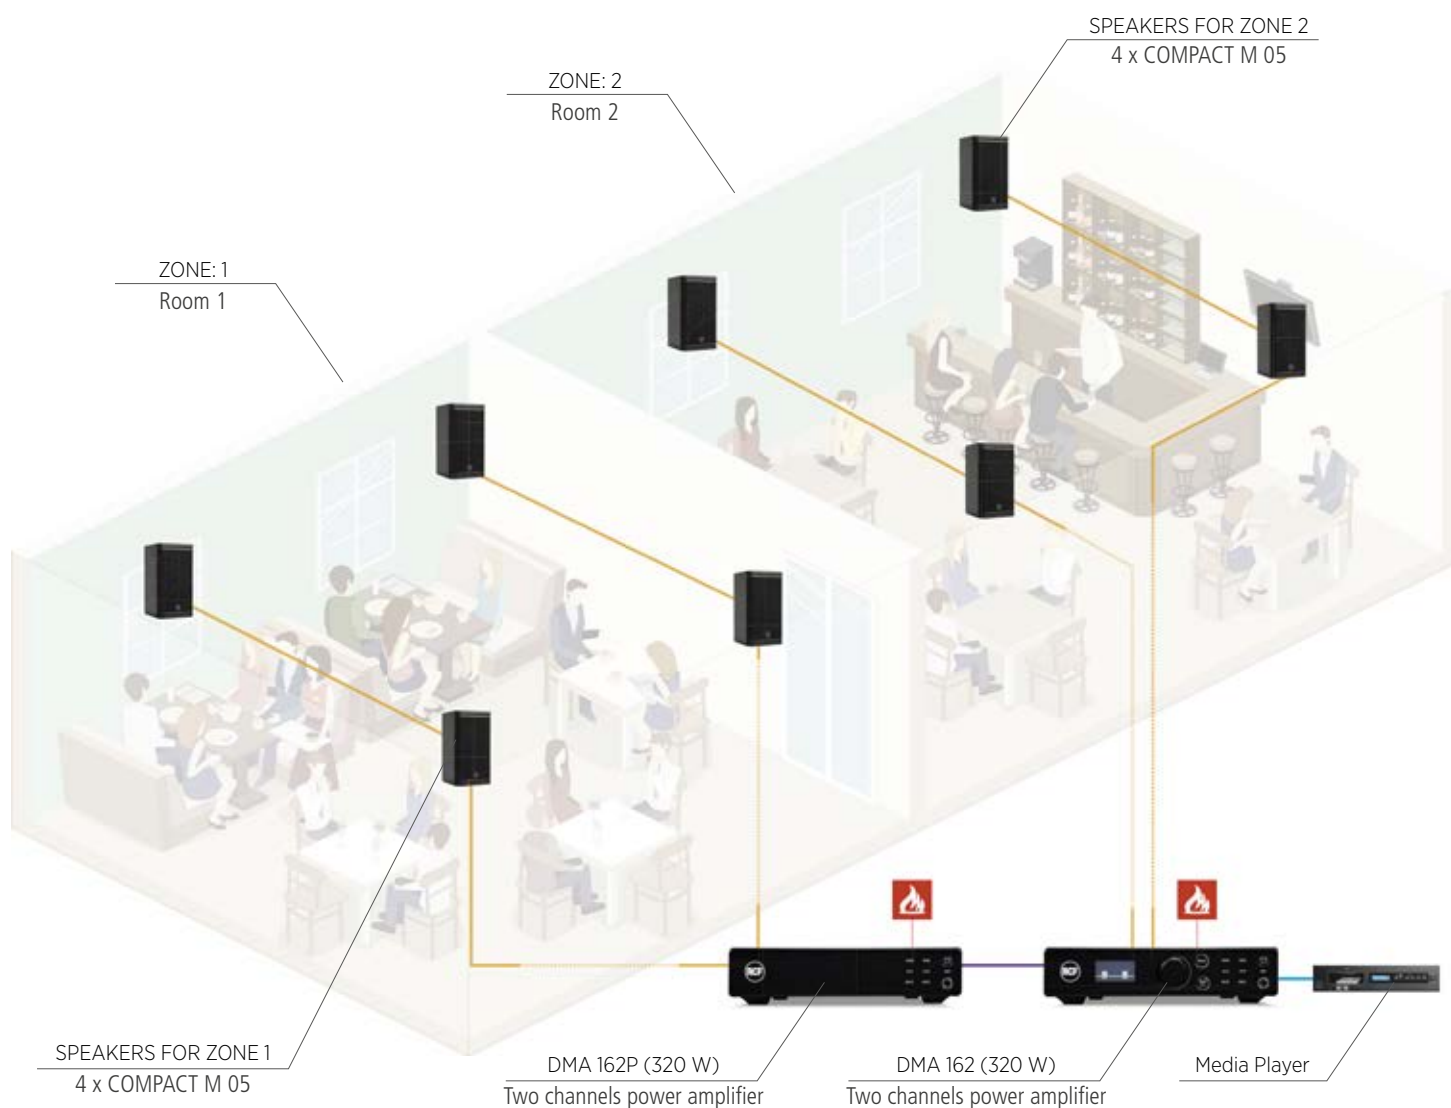 SPEAKERS FOR ZONE 2
4 x COMPACT M 05
ZONE: 2
Room 2
ZONE: 1
Room 1
RCF
RCF
SPEAKERS FOR ZONE 1
4 x COMPACT M 05
DMA 162P (320 W)
Two channels power amplifier
DMA 162 (320 W)
Two channels power amplifier
Media Player